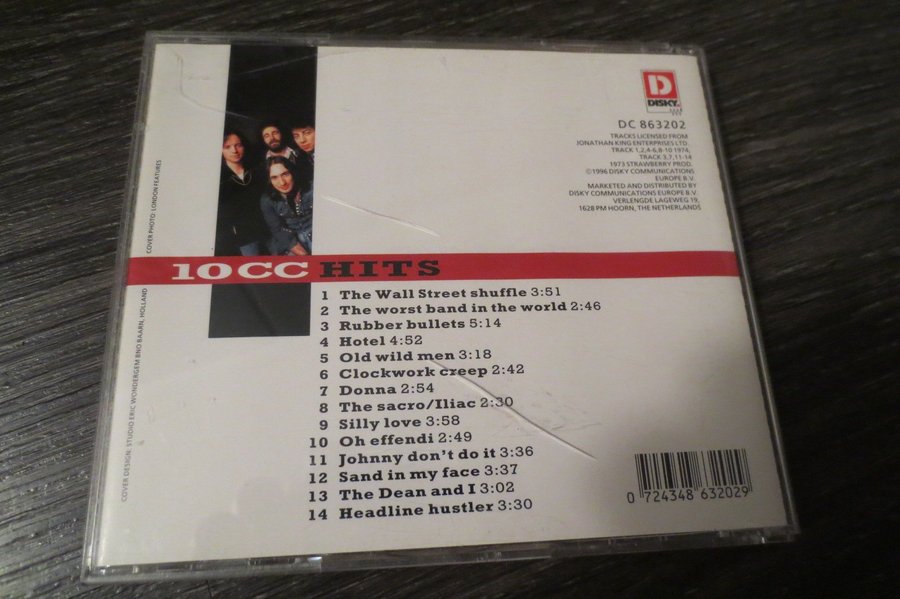 DISKY.
DC 863202
TRACKS LICENSED FROM
JONATHAN KING ENTERPRISES LTD.
TRACK 1,2,4-6,8-10 1974,
TRACK 3,7,11-14
1973 STRAWBERRY PROD.
©1996 DISKY COMMUNICATIONS
EUROPE B.V.
MARKETED AND DISTRIBUTED BY
DISKY COMMUNICATIONS EUROPE B.V.
VERLENGDE LAGEWEG 19,
1628 PM HOORN, THE NETHERLANDS
COVER PHOTO: LONDON FEATURES
COVER DESIGN: STUDIO ERIC WONDERGEM BNO BAARN, HOLLAND
10CC HITS
1 The Wall Street shuffle 3:51
2 The worst band in the world 2:46
3 Rubber bullets 5:14
4 Hotel 4:52
5 Old wild men 3:18
6 Clockwork creep 2:42
7 Donna 2:54
8 The sacro/Iliac 2:30
9 Silly love 3:58
10 Oh effendi 2:49
11 Johnny don't do it 3:36
12 Sand in my face 3:37
13 The Dean and I 3:02
14 Headline hustler 3:30
0 724348 632029